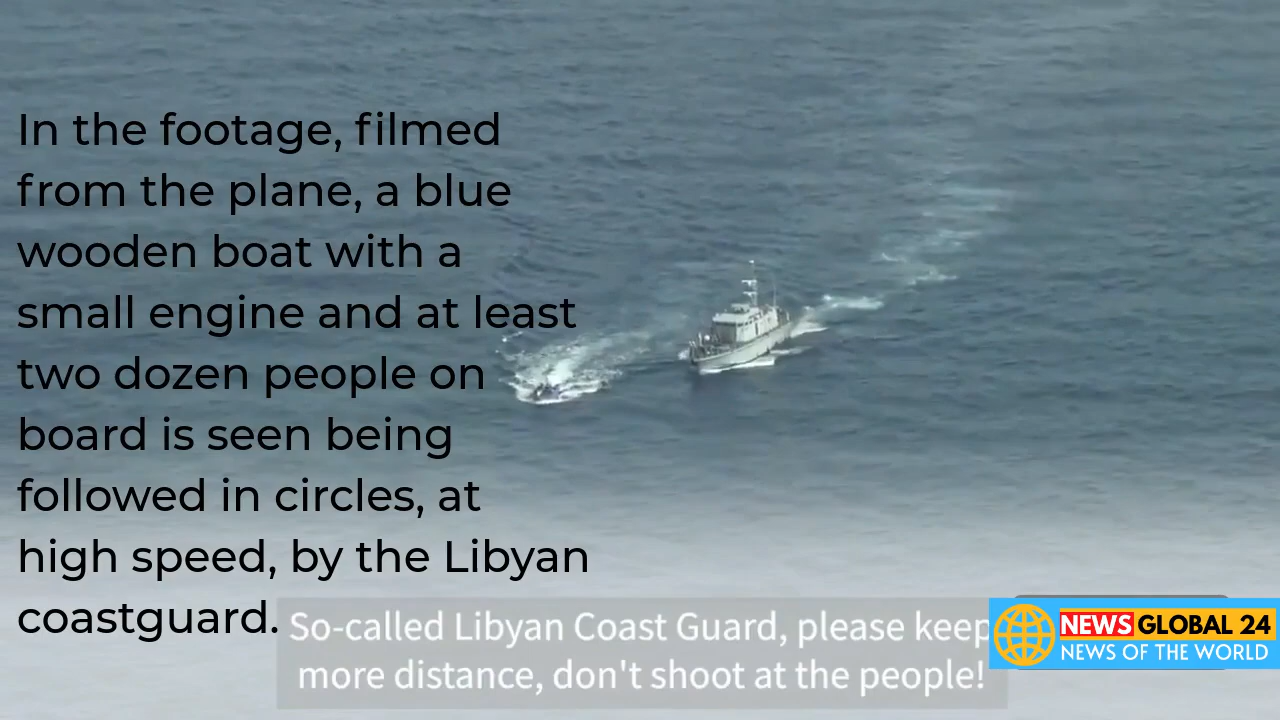 In the footage, filmed
from the plane, a blue
wooden boat with a
small engine and at least
two dozen people on
board is seen being
followed in circles, at
high speed, by the Libyan
coastguard.
So-called Libyan Coast Guard, please keep
more distance, don't shoot at the people!
NEWS GLOBAL 24
NEWS OF THE WORLD